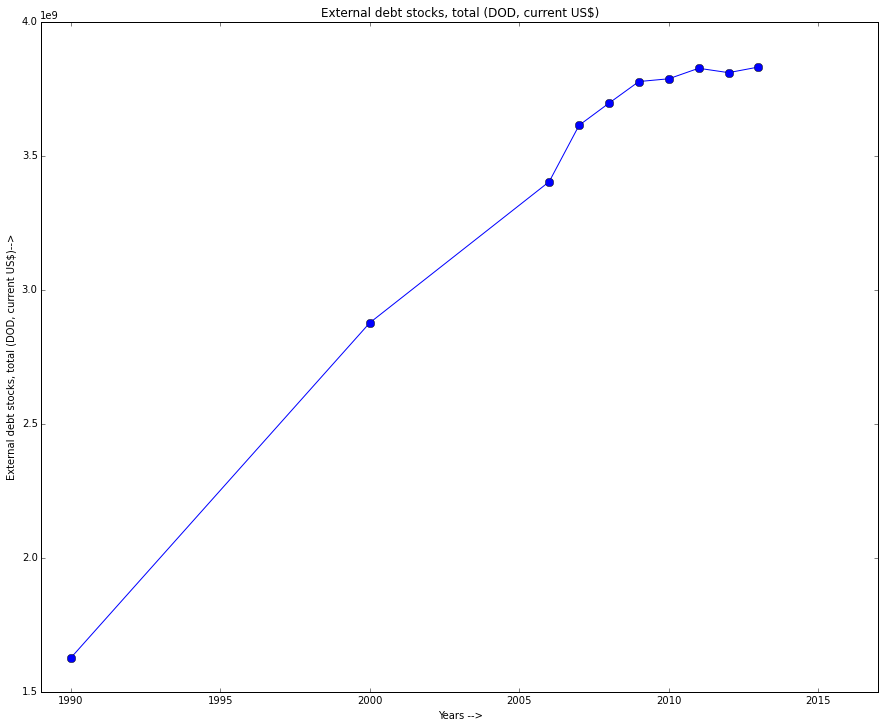 External debt stocks, total (DOD, current US$)
1e9
4.0
3.5
3.0
2.5
2.0
1.5
External debt stocks, total (DOD, current US$)-->
1990 1995 2000 2005 2010 2015
Years -->